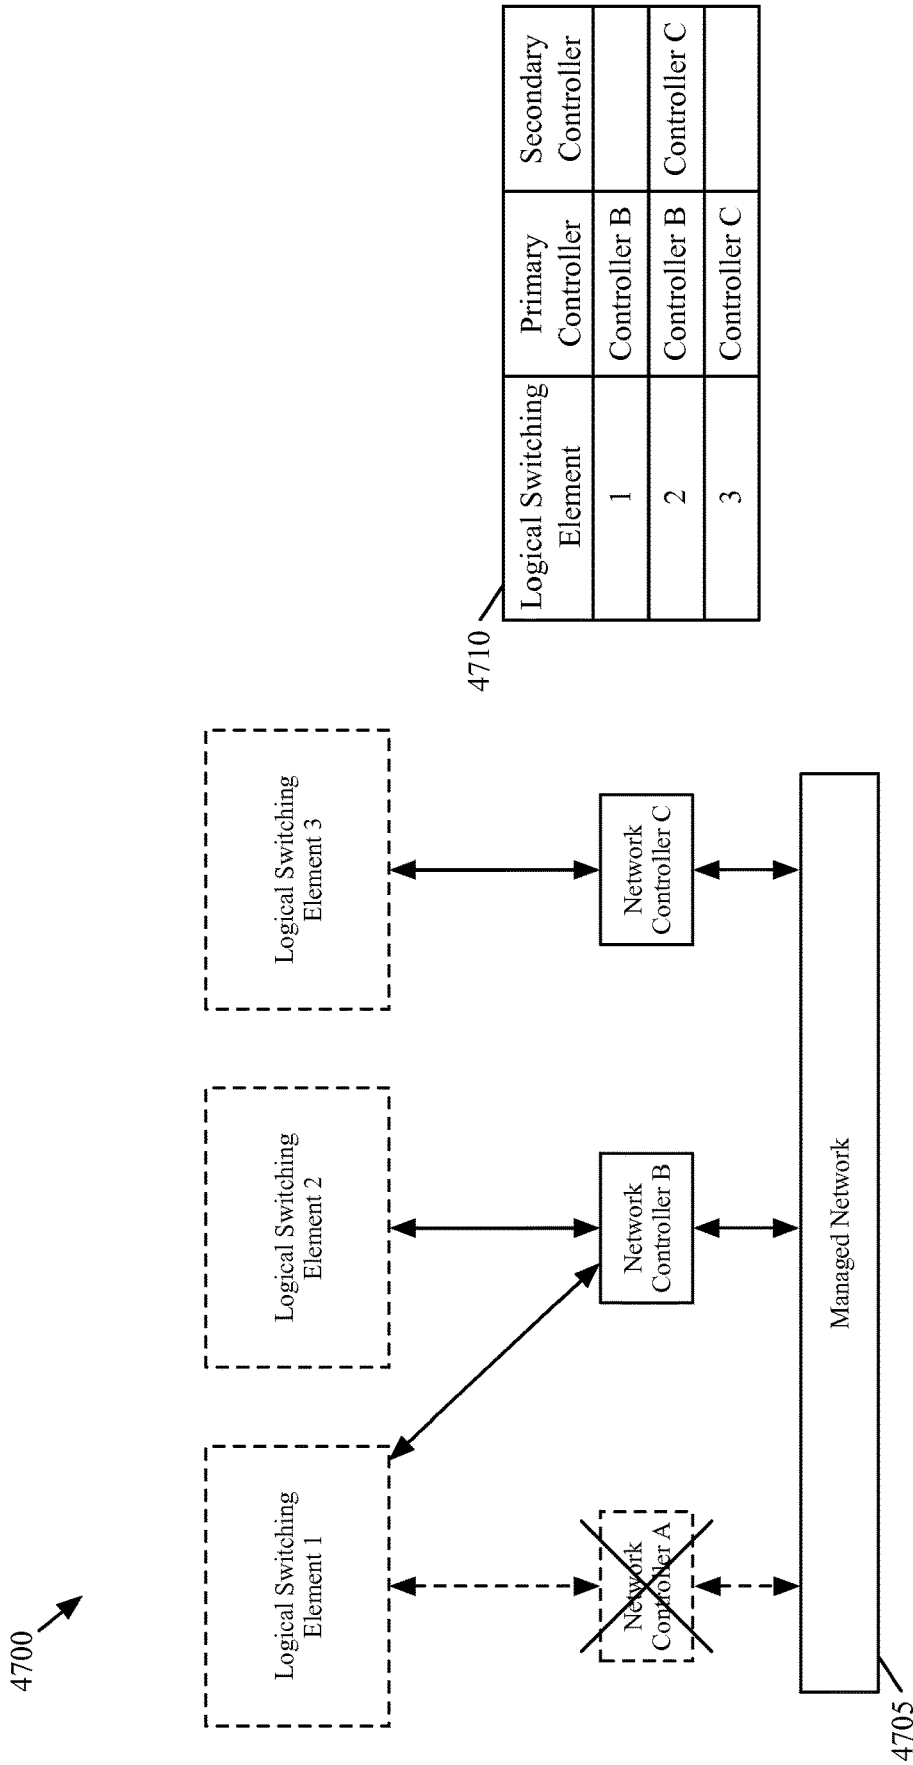 4700
Logical Switching
Element 1
Logical Switching
Element 2
Logical Switching
Element 3
Network
Controller A
Network
Controller B
Network
Controller C
Managed Network
4705
4710
Logical Switching
Element
Primary
Controller
Secondary
Controller
1
Controller B
2
Controller B
Controller C
3
Controller C